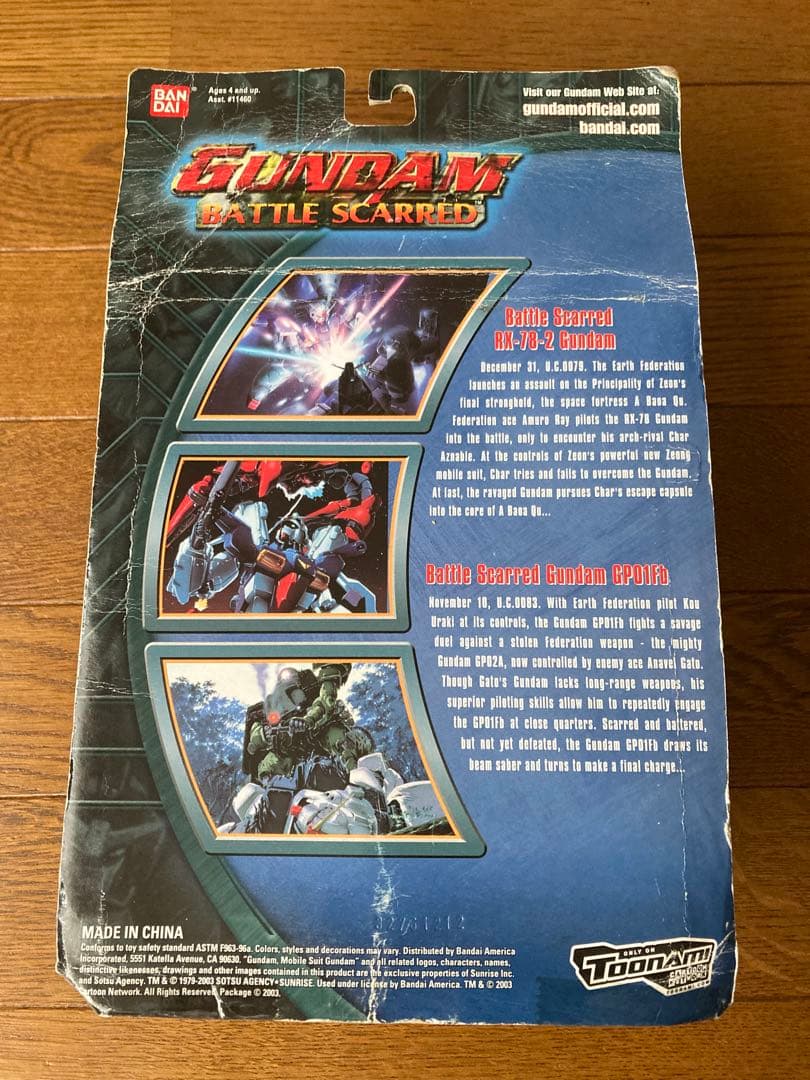 BAN
DAI
Ages 4 and up.
Asst. #11460
Visit our Gundam Web Site at:
gundamofficial.com
bandai.com
GUNDAM
BATTLE SCARRED™
Battle Scarred
RX-78-2 Gundam
December 31, U.C.0079. The Earth Federation
launches an assault on the Principality of Zeon's
final stronghold, the space fortress A Baoa Qu.
Federation ace Amuro Ray pilots the RX-78 Gundam
into the battle, only to encounter his arch-rival Char
Aznable. At the controls of Zeon's powerful new Zeong
mobile suit, Char tries and fails to overcome the Gundam.
At last, the ravaged Gundam pursues Char's escape capsule
into the core of A Baoa Qu...
Battle Scarred Gundam GP01Fb
November 10, U.C.0083. With Earth Federation pilot Kou
Uraki at its controls, the Gundam GP01Fb fights a savage
duel against a stolen Federation weapon - the mighty
Gundam GP02A, now controlled by enemy ace Anavel Gato.
Though Gato's Gundam lacks long-range weapons, his
superior piloting skills allow him to repeatedly engage
the GP01Fb at close quarters. Scarred and battered,
but not yet defeated, the Gundam GP01Fb draws its
beam saber and turns to make a final charge...
MADE IN CHINA
Conforms to toy safety standard ASTM F963-96a. Colors, styles and decorations may vary. Distributed by Bandai America
Incorporated, 5551 Katella Avenue, CA 90630. "Gundam, Mobile Suit Gundam" and all related logos, characters, names,
distinctive likenesses, drawings and other images contained in this product are the exclusive properties of Sunrise Inc.
and Sotsu Agency. TM & © 1979-2003 SOTSU AGENCY•SUNRISE. Used under license by Bandai America. TM & © 2003
Cartoon Network. All Rights Reserved. Package © 2003.
ONLY ON
TOONAMI
CARTOON NETWORK
TOONAMI.COM